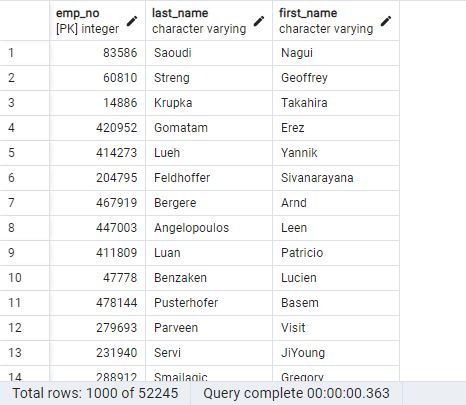 emp_no last_name first_name
[PK] integer character varying character varying
1 83586 Saoudi Nagui
2 60810 Streng Geoffrey
3 14886 Krupka Takahira
4 420952 Gomatam Erez
5 414273 Lueh Yannik
6 204795 Feldhoffer Sivanarayana
7 467919 Bergere Arnd
8 447003 Angelopoulos Leen
9 411809 Luan Patricio
10 47778 Benzaken Lucien
11 478144 Pusterhofer Basem
12 279693 Parveen Visit
13 231940 Servi JiYoung
14 288912 Smailagic Gregory
Total rows: 1000 of 52245 Query complete 00:00:00.363